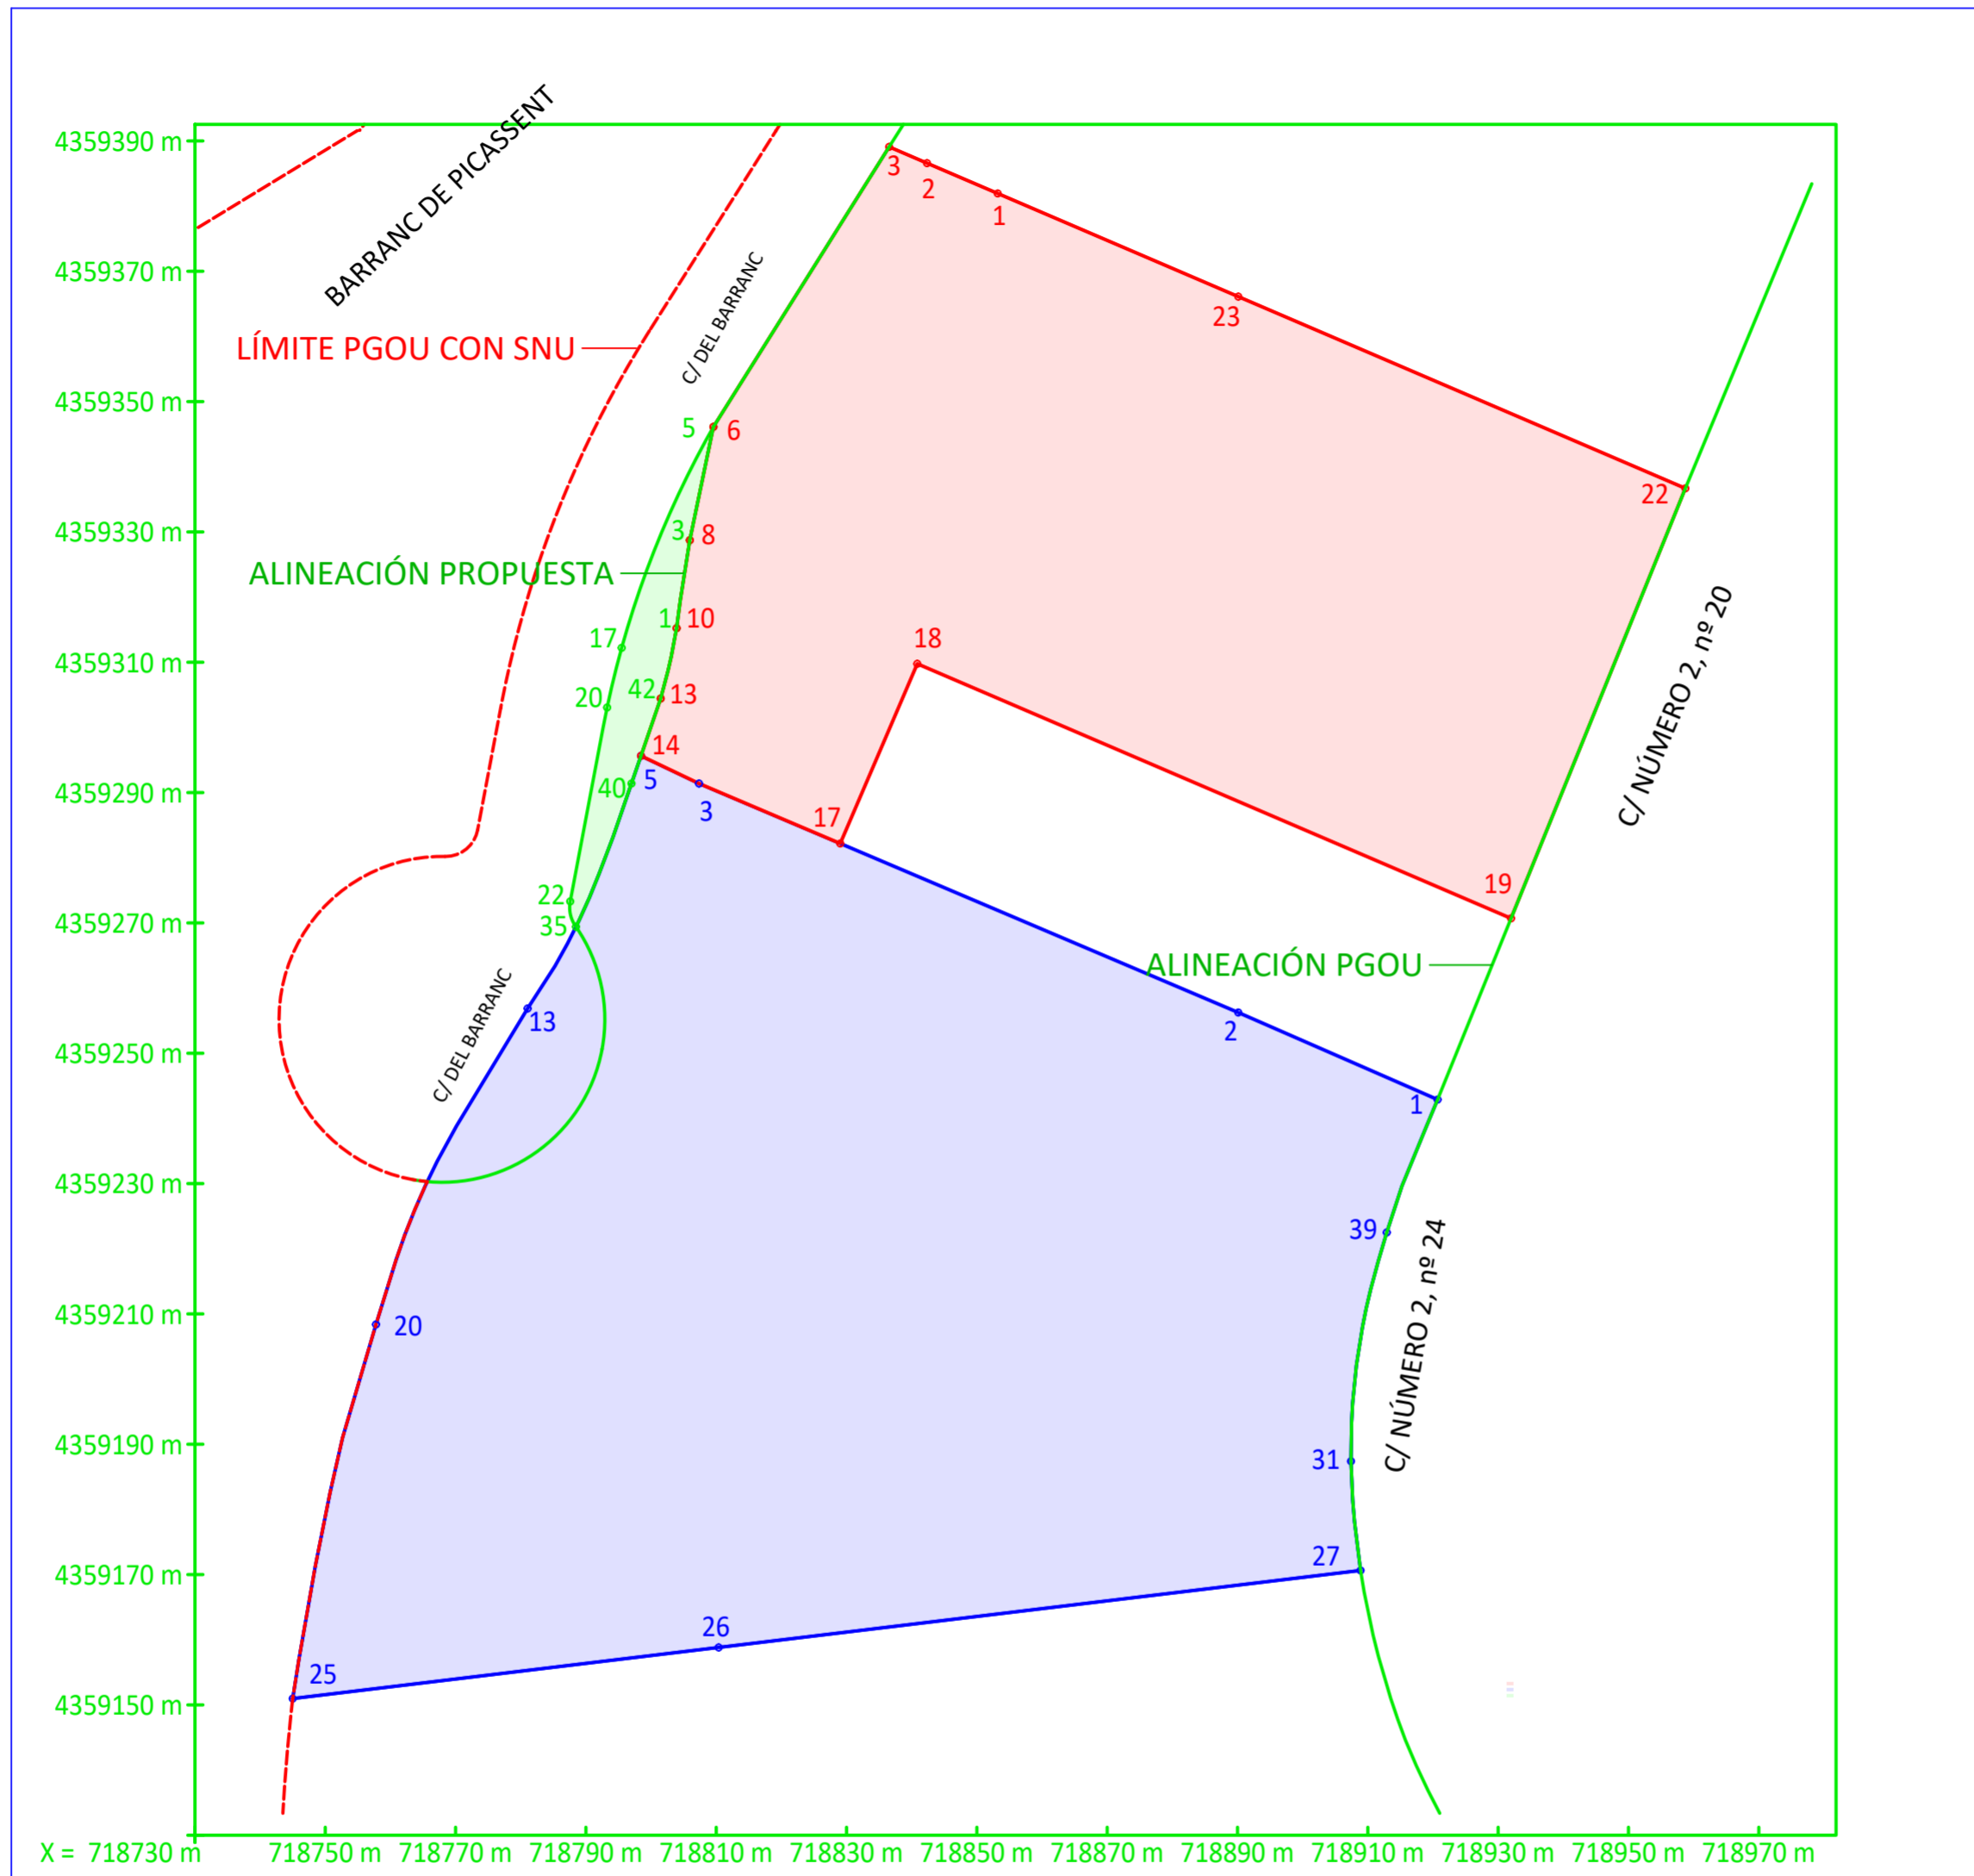 BARRANC DE PICASSENT
4359390 m
3
2
1
4359370 m
C/ DEL BARRANC
23
LÍMITE PGOU CON SNU
4359350 m
5
6
22
4359330 m
3
8
ALINEACIÓN PROPUESTA
C/ NÚMERO 2, nº 20
1
10
17
18
4359310 m
20
42
13
14
5
4359290 m
40
3
17
22
19
4359270 m
35
ALINEACIÓN PGOU
C/ DEL BARRANC
13
2
4359250 m
1
4359230 m
39
C/ NÚMERO 2, nº 24
4359210 m
20
4359190 m
31
4359170 m
27
26
25
4359150 m
X = 718730 m 718750 m 718770 m 718790 m 718810 m 718830 m 718850 m 718870 m 718890 m 718910 m 718930 m 718950 m 718970 m